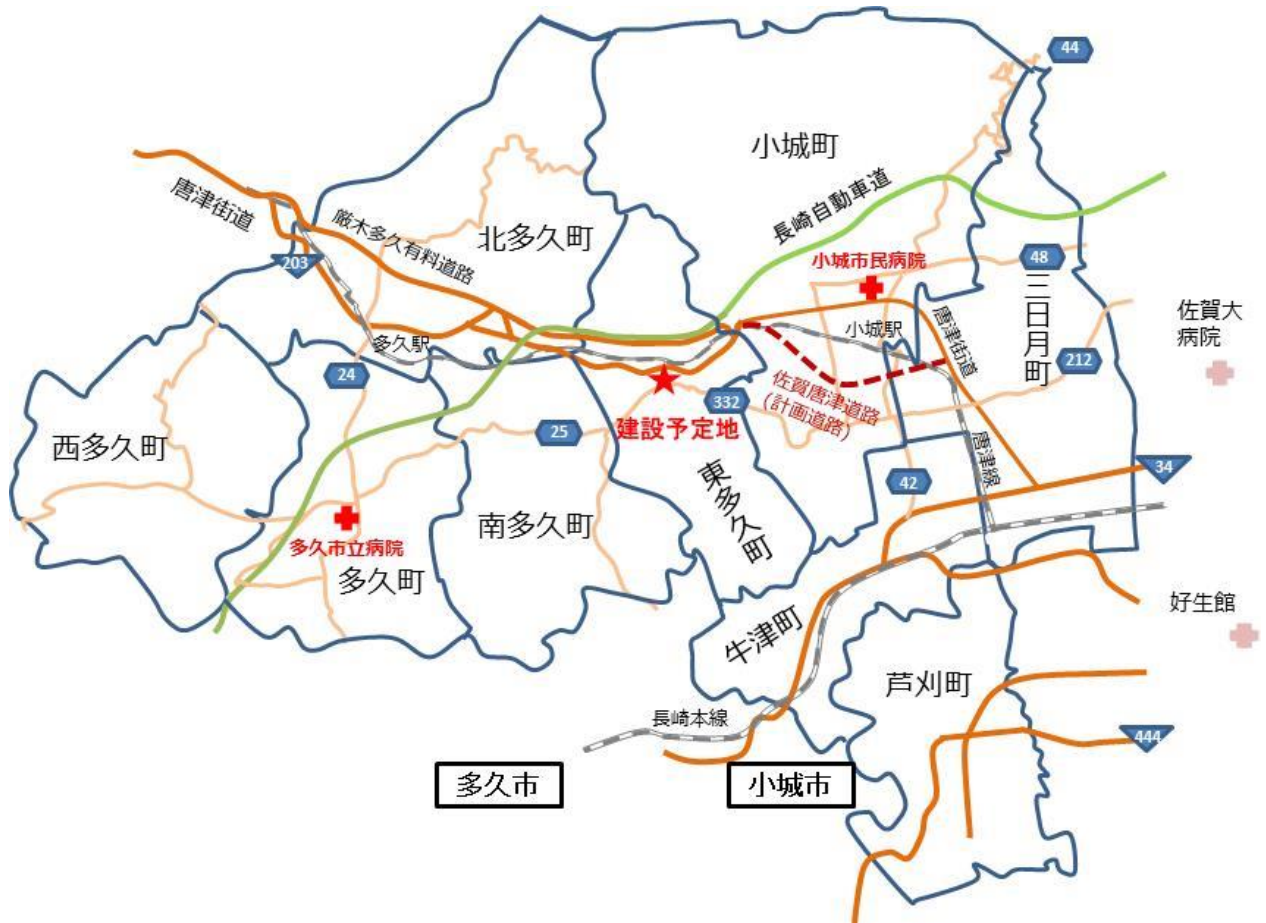 44
小城町
長崎自動車道
唐津街道
厳木多久有料道路
北多久町
203
小城市民病院
48
三日月町
佐賀大
病院
多久駅
小城駅
唐津街道
212
24
332
佐賀唐津道路
(計画道路)
建設予定地
25
西多久町
唐津線
34
42
東多久町
南多久町
多久市立病院
多久町
好生館
牛津町
芦刈町
長崎本線
444
多久市
小城市